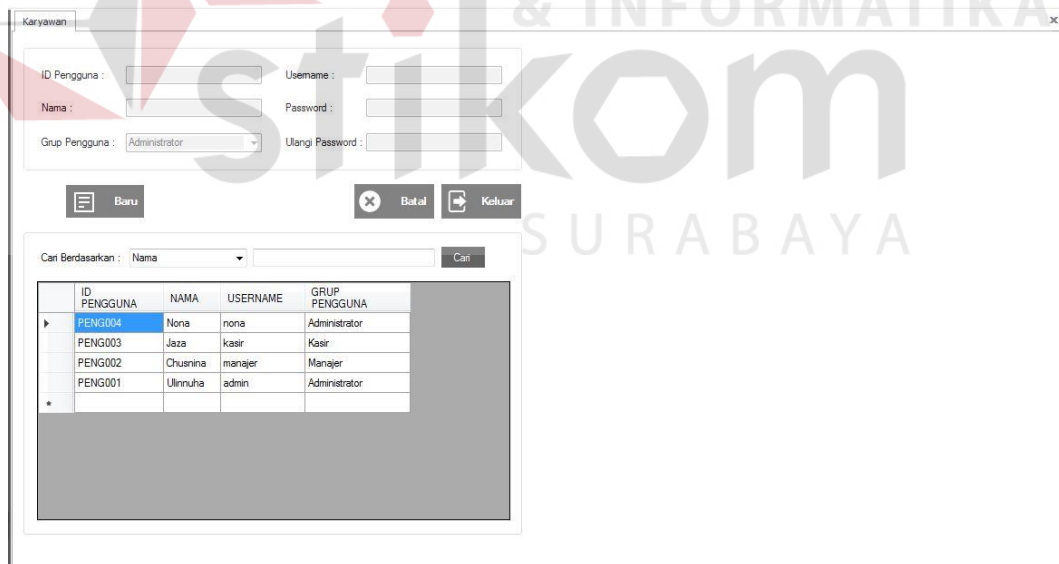 & INFORMATIKA
Karyawan
x
stikom
ID Pengguna :
Username :
Nama :
Password :
Grup Pengguna : Administrator
Ulangi Password :
Baru
Batal
Keluar
SURABAYA
Cari Berdasarkan : Nama
Cari
ID PENGGUNA NAMA USERNAME GRUP PENGGUNA
PENG004 Nona nona Administrator
PENG003 Jaza kasir Kasir
PENG002 Chusnina manajer Manajer
PENG001 Ulinnuha admin Administrator
*